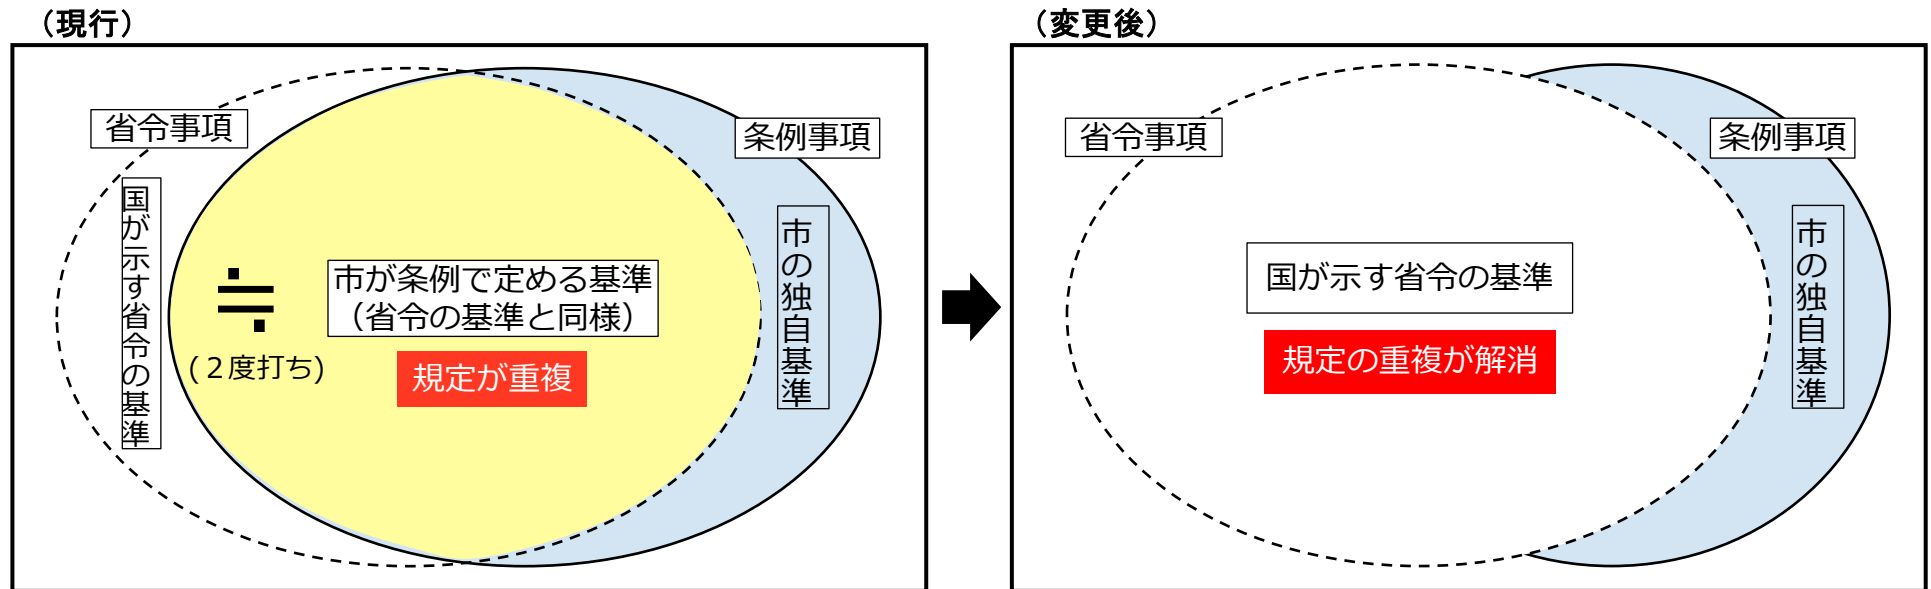 （現行）
省令事項
条例事項
国が示す省令の基準
≒
(２度打ち)
市が条例で定める基準
（省令の基準と同様）
規定が重複
市の独自基準
（変更後）
省令事項
条例事項
国が示す省令の基準
規定の重複が解消
市の独自基準